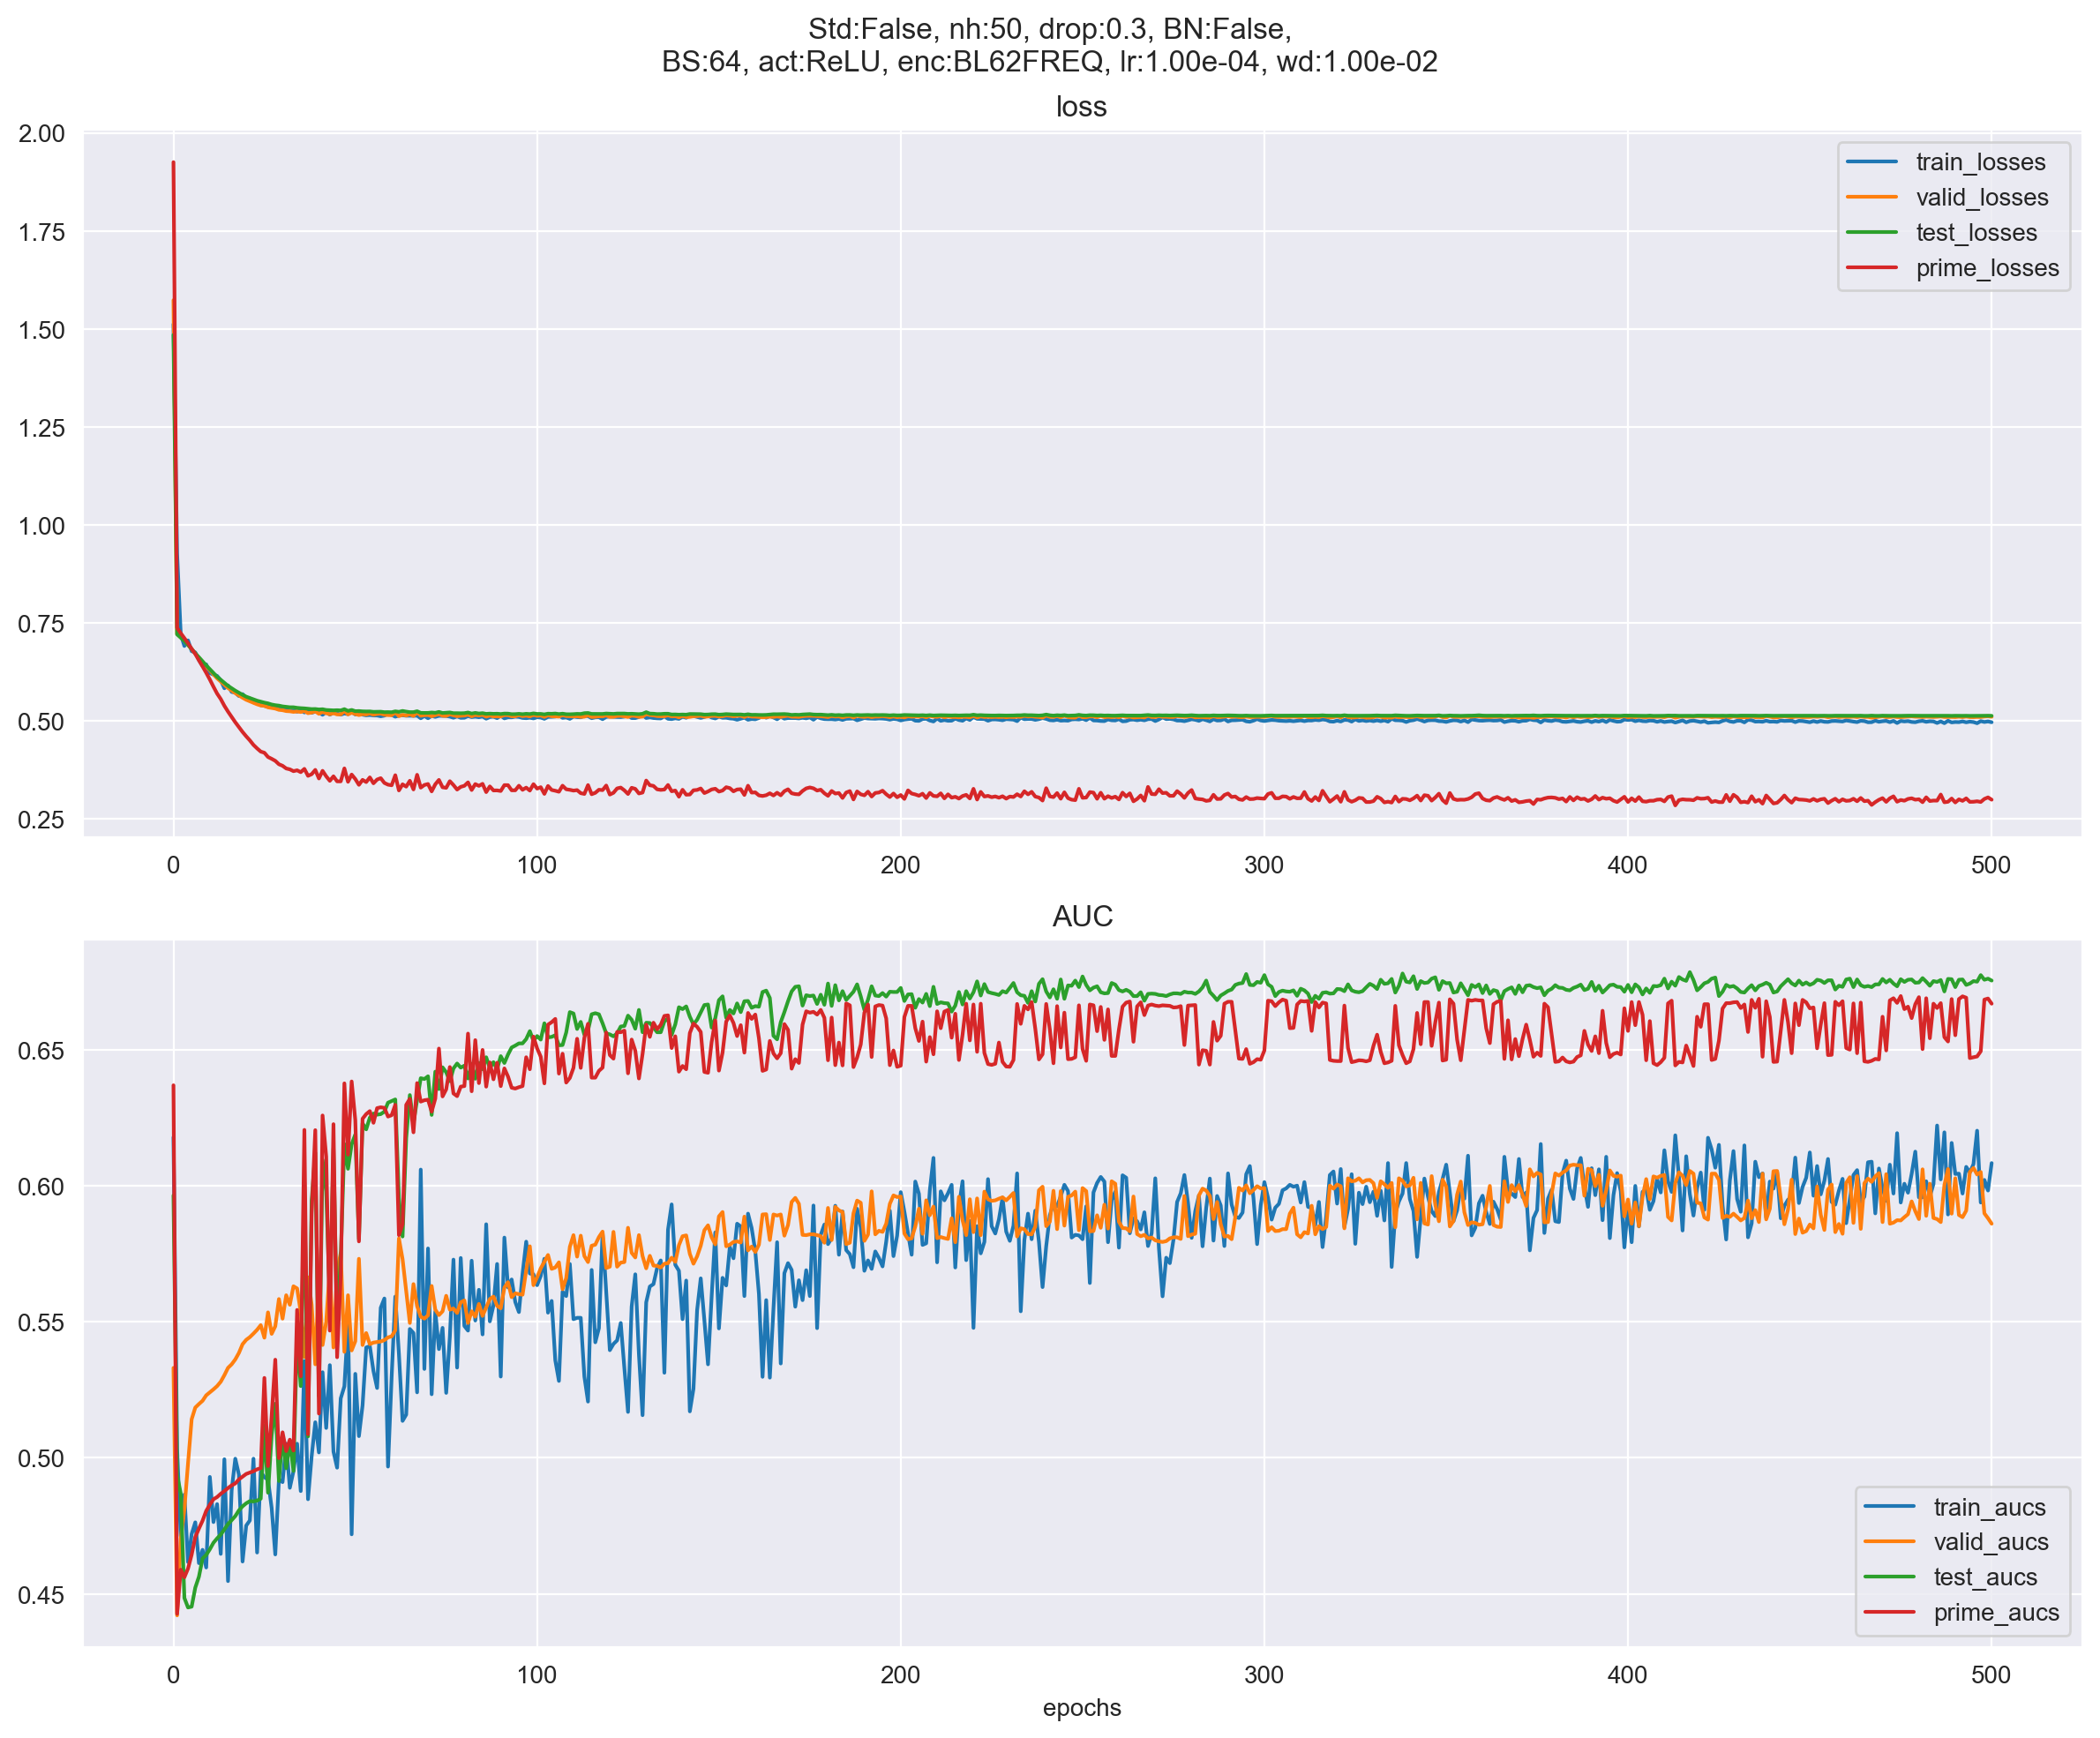 Std:False, nh:50, drop:0.3, BN:False,
BS:64, act:ReLU, enc:BL62FREQ, lr:1.00e-04, wd:1.00e-02
loss
2.00
1.75
1.50
1.25
1.00
0.75
0.50
0.25
train_losses
valid_losses
test_losses
prime_losses
0 100 200 300 400 500
AUC
0.65
0.60
0.55
0.50
0.45
train_aucs
valid_aucs
test_aucs
prime_aucs
0 100 200 300 400 500
epochs